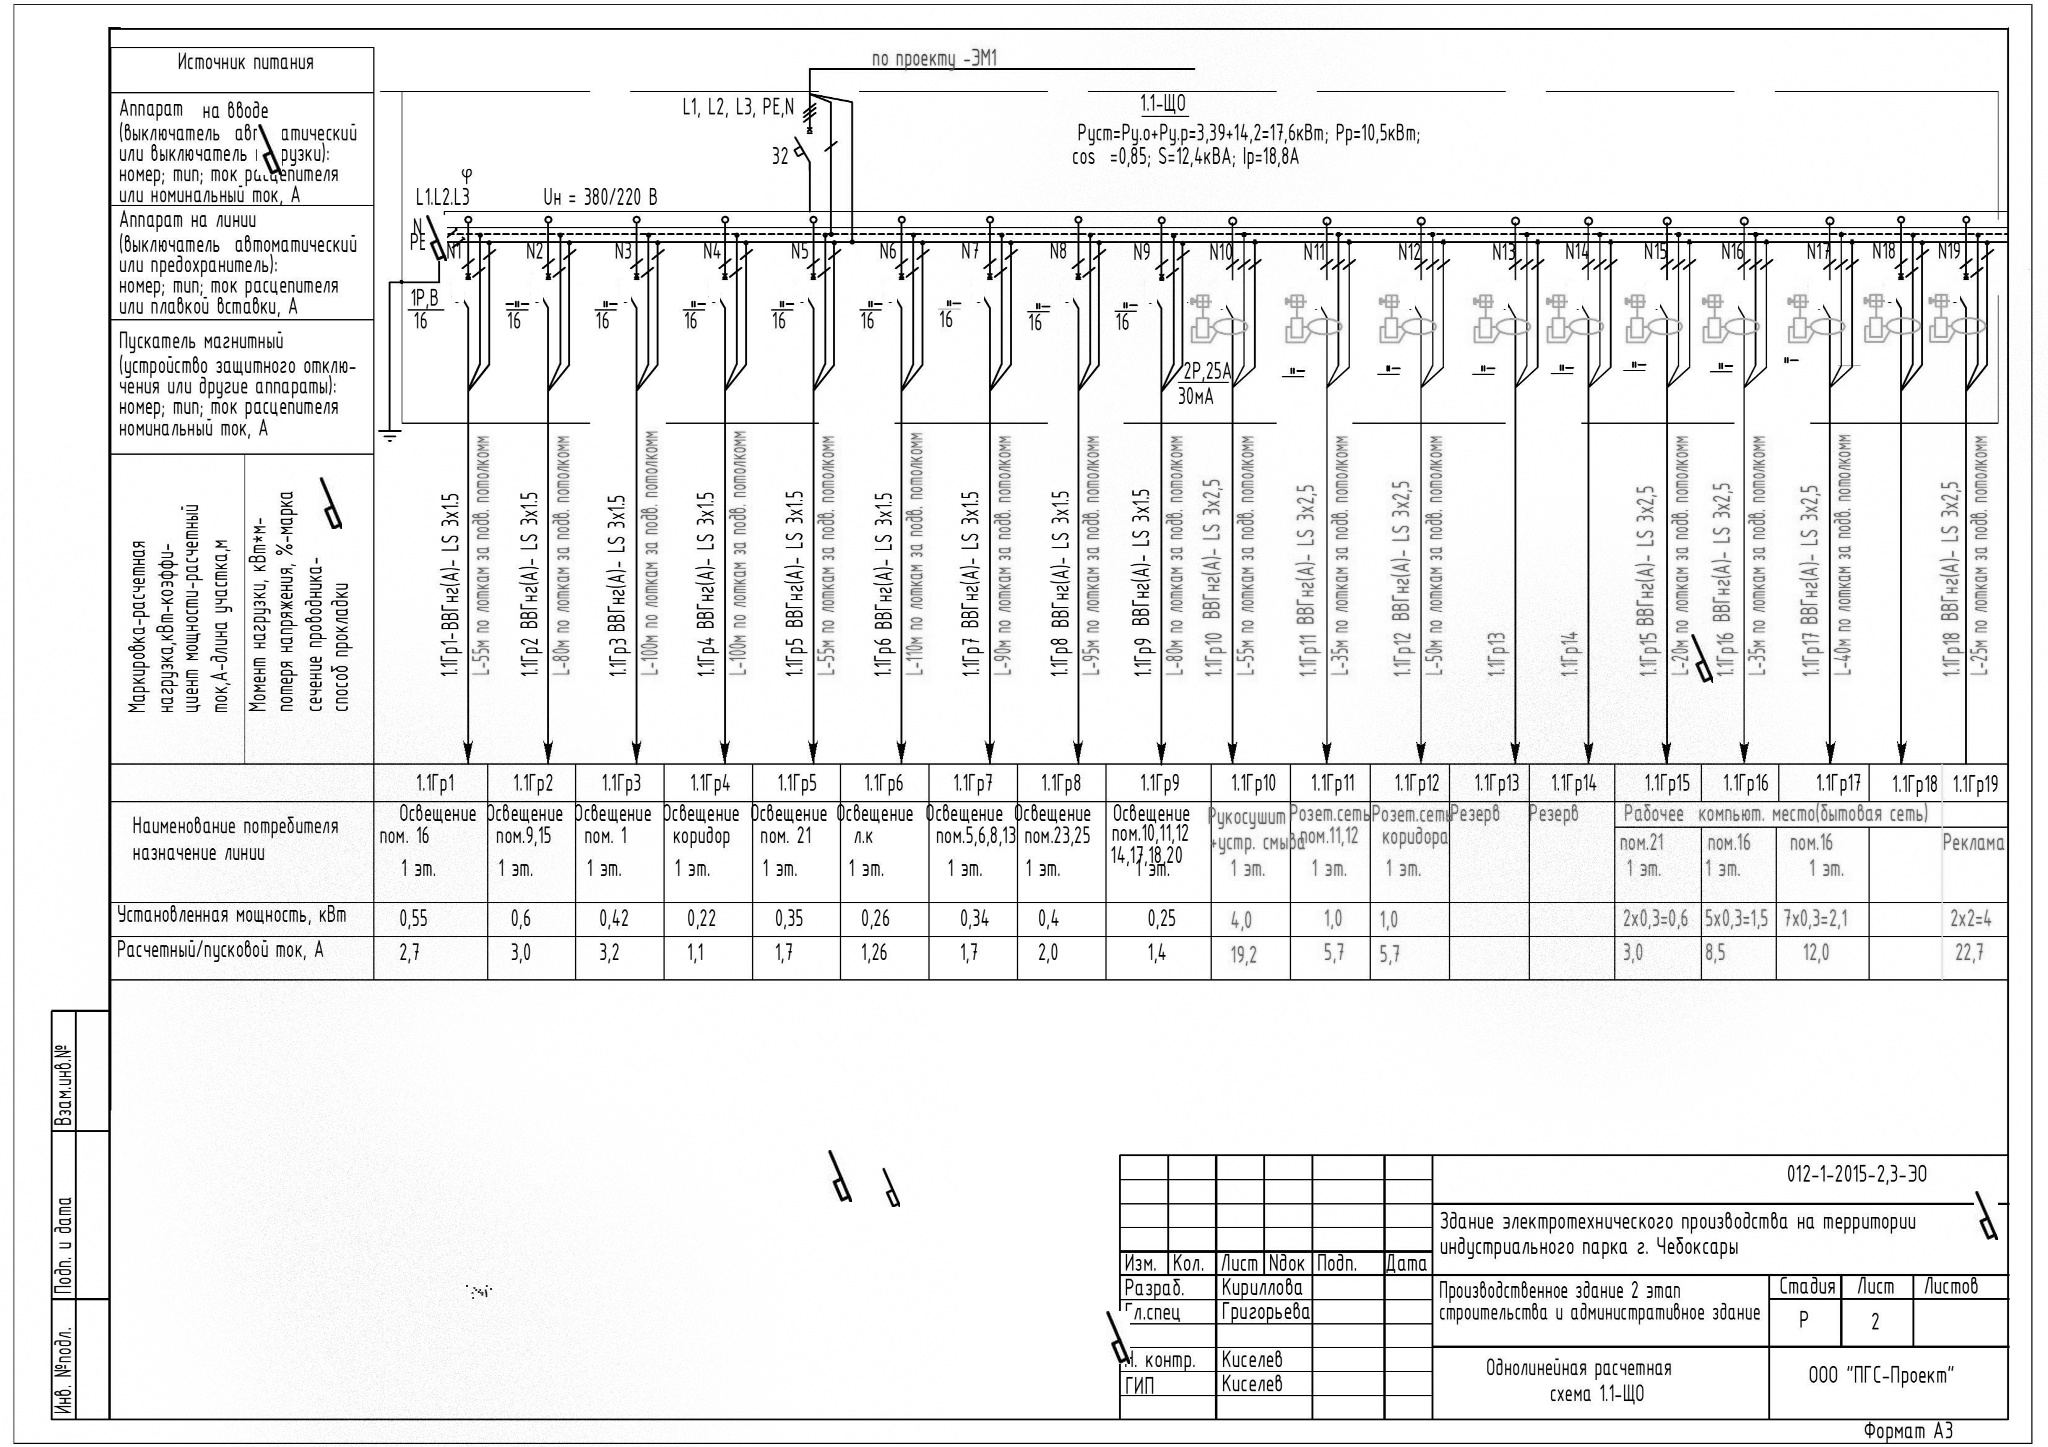 Источник питания
Аппарат на вводе
(выключатель автоматический
или выключатель нагрузки):
номер; тип; ток расцепителя
или номинальный ток, А
Аппарат на линии
(выключатель автоматический
или предохранитель):
номер; тип; ток расцепителя
или плавкой вставки, А
Пускатель магнитный
(устройство защитного отклю-
чения или другие аппараты):
номер; тип; ток расцепителя
номинальный ток, А
Маркировка-расчетная
нагрузка,кВт-коэффи-
циент мощности-расчетный
ток,А-длина участка,м
Момент нагрузки, кВт*м-
потеря напряжения, %-марка
сечение проводника-
способ прокладки
по проекту -ЭМ1
L1, L2, L3, PE,N
32
1.1-ЩО
Руст=Ру.о+Ру.р=3,39+14,2=17,6кВт; Рр=10,5кВт;
cos =0,85; S=12,4кВА; Iр=18,8А
φ
L1.L2.L3
Uн = 380/220 В
N
PE
N1 N2 N3 N4 N5 N6 N7 N8 N9 N10 N11 N12 N13 N14 N15 N16 N17 N18 N19
1Р,В
16
"– 16 "– 16 "– 16 "– 16 "– 16 "– 16 "– 16 "– 16
2Р,25А
30мА
"– "– "– "– "– "– "–
1.1Гр1-ВВГнг(А)- LS 3х1.5
L-55м по лоткам за подв. потолкомм
1.1Гр2 ВВГнг(А)- LS 3х1.5
L-80м по лоткам за подв. потолкомм
1.1Гр3 ВВГнг(А)- LS 3х1.5
L-100м по лоткам за подв. потолкомм
1.1Гр4 ВВГнг(А)- LS 3х1.5
L-100м по лоткам за подв. потолкомм
1.1Гр5 ВВГнг(А)- LS 3х1.5
L-55м по лоткам за подв. потолкомм
1.1Гр6 ВВГнг(А)- LS 3х1.5
L-110м по лоткам за подв. потолкомм
1.1Гр7 ВВГнг(А)- LS 3х1.5
L-90м по лоткам за подв. потолкомм
1.1Гр8 ВВГнг(А)- LS 3х1.5
L-95м по лоткам за подв. потолкомм
1.1Гр9 ВВГнг(А)- LS 3х1.5
L-80м по лоткам за подв. потолкомм
1.1Гр10 ВВГнг(А)- LS 3х2,5
L-55м по лоткам за подв. потолкомм
1.1Гр11 ВВГнг(А)- LS 3х2,5
L-35м по лоткам за подв. потолкомм
1.1Гр12 ВВГнг(А)- LS 3х2,5
L-50м по лоткам за подв. потолкомм
1.1Гр13
1.1Гр14
1.1Гр15 ВВГнг(А)- LS 3х2,5
L-20м по лоткам за подв. потолкомм
1.1Гр16 ВВГнг(А)- LS 3х2,5
L-35м по лоткам за подв. потолкомм
1.1Гр17 ВВГнг(А)- LS 3х2,5
L-40м по лоткам за подв. потолкомм
1.1Гр18 ВВГнг(А)- LS 3х2,5
L-25м по лоткам за подв. потолкомм
1.1Гр1 1.1Гр2 1.1Гр3 1.1Гр4 1.1Гр5 1.1Гр6 1.1Гр7 1.1Гр8 1.1Гр9 1.1Гр10 1.1Гр11 1.1Гр12 1.1Гр13 1.1Гр14 1.1Гр15 1.1Гр16 1.1Гр17 1.1Гр18 1.1Гр19
Наименование потребителя
назначение линии
Освещение
пом. 16
1 эт.
Освещение
пом.9,15
1 эт.
Освещение
пом. 1
1 эт.
Освещение
коридор
1 эт.
Освещение
пом. 21
1 эт.
Освещение
л.к
1 эт.
Освещение
пом.5,6,8,13
1 эт.
Освещение
пом.23,25
1 эт.
Освещение
пом.10,11,12
14,17,18,20
1 эт.
Рукосушит
+устр. смыва
1 эт.
Розет.сеть
пом.11,12
1 эт.
Розет.сеть
коридора
1 эт.
Резерв
Резерв
Рабочее компьют. место(бытовая сеть)
пом.21
1 эт.
пом.16
1 эт.
пом.16
1 эт.
Реклама
Установленная мощность, кВт 0,55 0,6 0,42 0,22 0,35 0,26 0,34 0,4 0,25 4,0 1,0 1,0 2х0,3=0,6 5х0,3=1,5 7х0,3=2,1 2х2=4
Расчетный/пусковой ток, А 2,7 3,0 3,2 1,1 1,7 1,26 1,7 2,0 1,4 19,2 5,7 5,7 3,0 8,5 12,0 22,7
Взам.инв.№
Подп. и дата
Инв. №подл.
012-1-2015-2,3-ЭО
Здание электротехнического производства на территории
индустриального парка г. Чебоксары
Изм. Кол. Лист Nдок Подп. Дата
Разраб. Кириллова
Гл.спец Григорьева
Н. контр. Киселев
ГИП Киселев
Производственное здание 2 этап
строительства и административное здание
Стадия Лист Листов
Р 2
Однолинейная расчетная
схема 1.1-ЩО
ООО "ПГС-Проект"
Формат А3